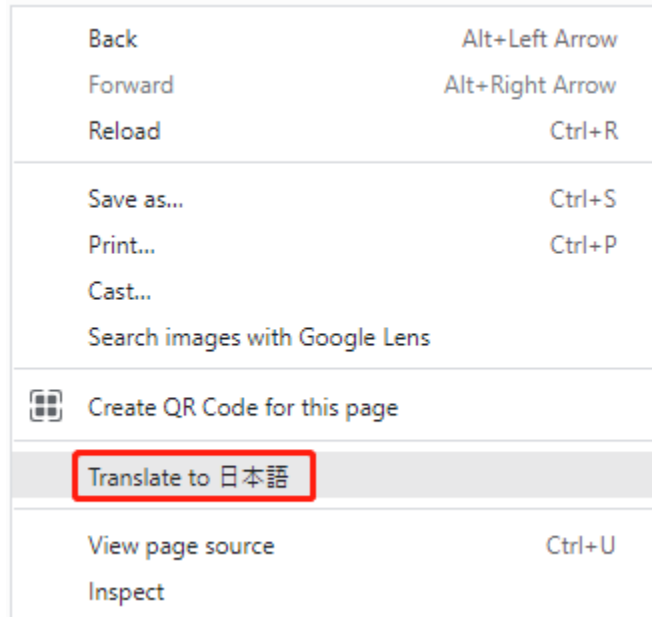 Back Alt+Left Arrow
Forward Alt+Right Arrow
Reload Ctrl+R
Save as... Ctrl+S
Print... Ctrl+P
Cast...
Search images with Google Lens
Create QR Code for this page
Translate to 日本語
View page source Ctrl+U
Inspect